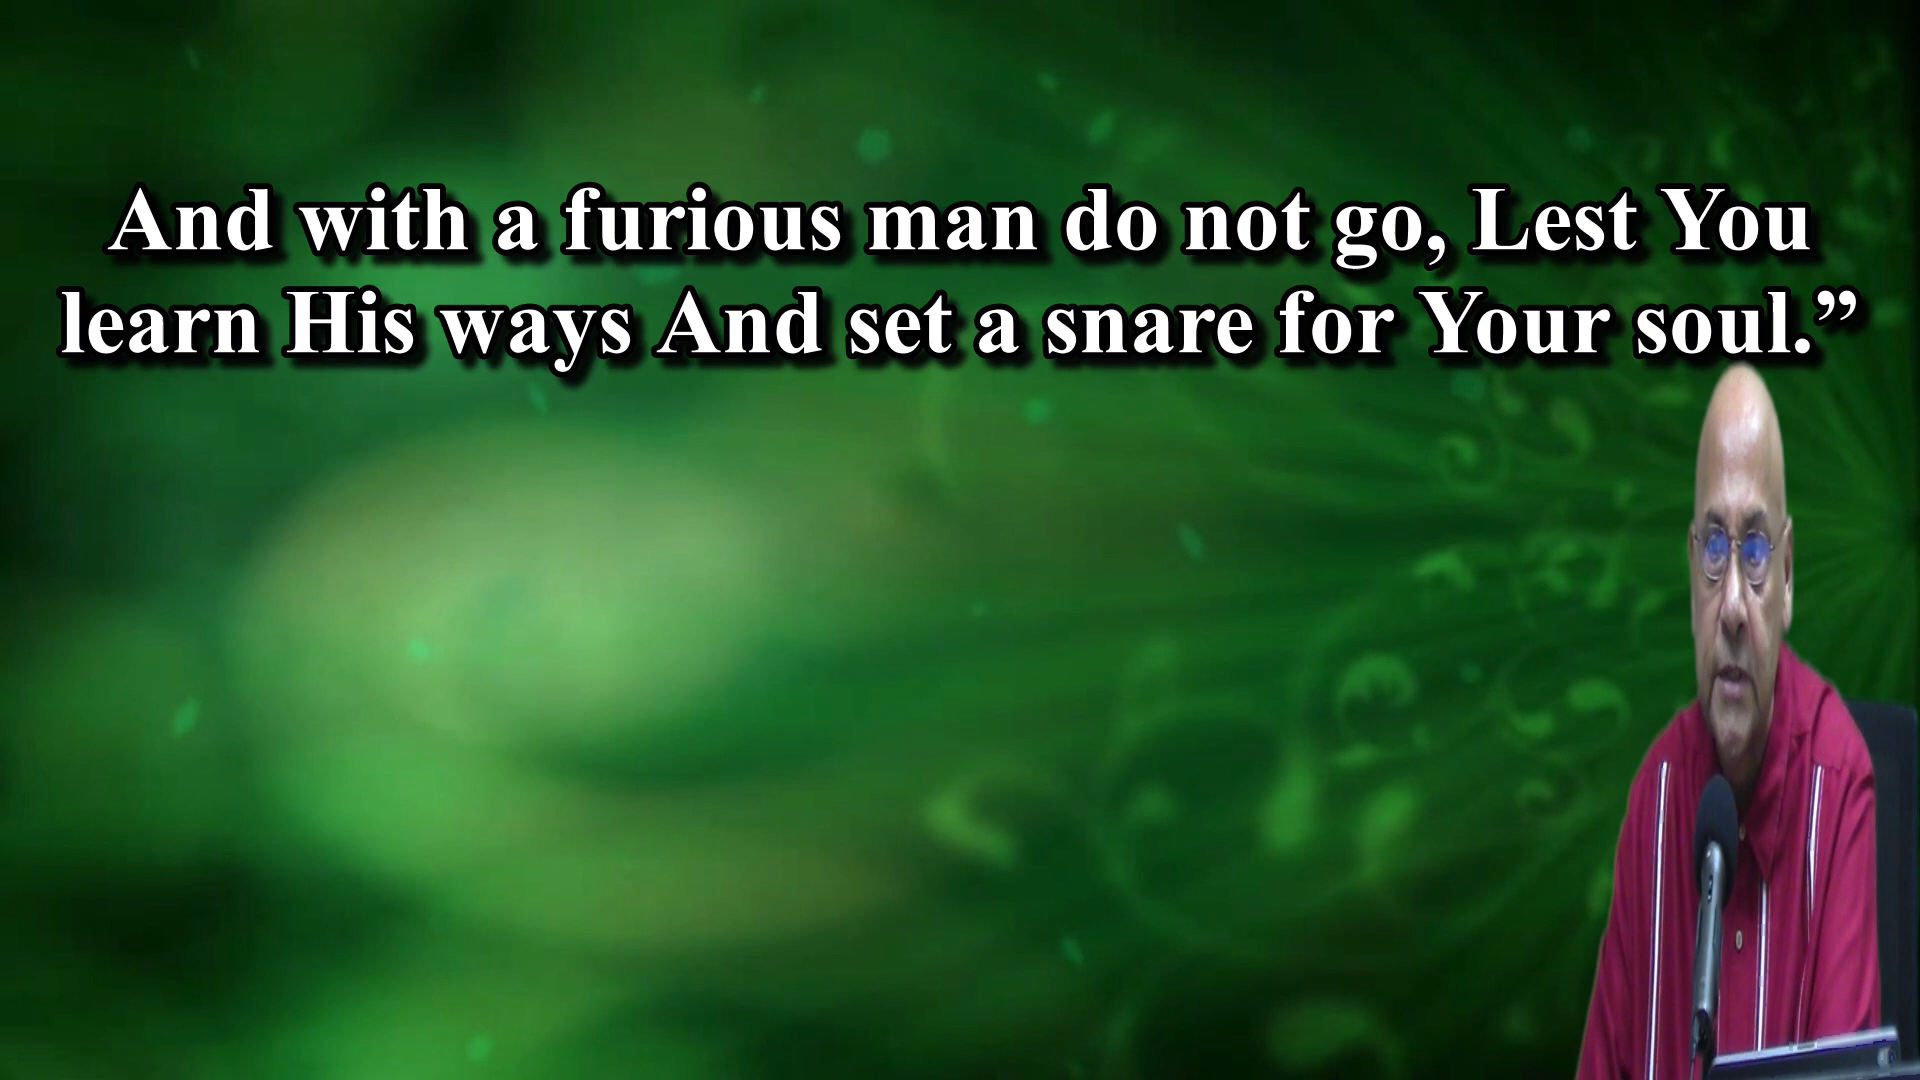 And with a furious man do not go, Lest You
learn His ways And set a snare for Your soul.”